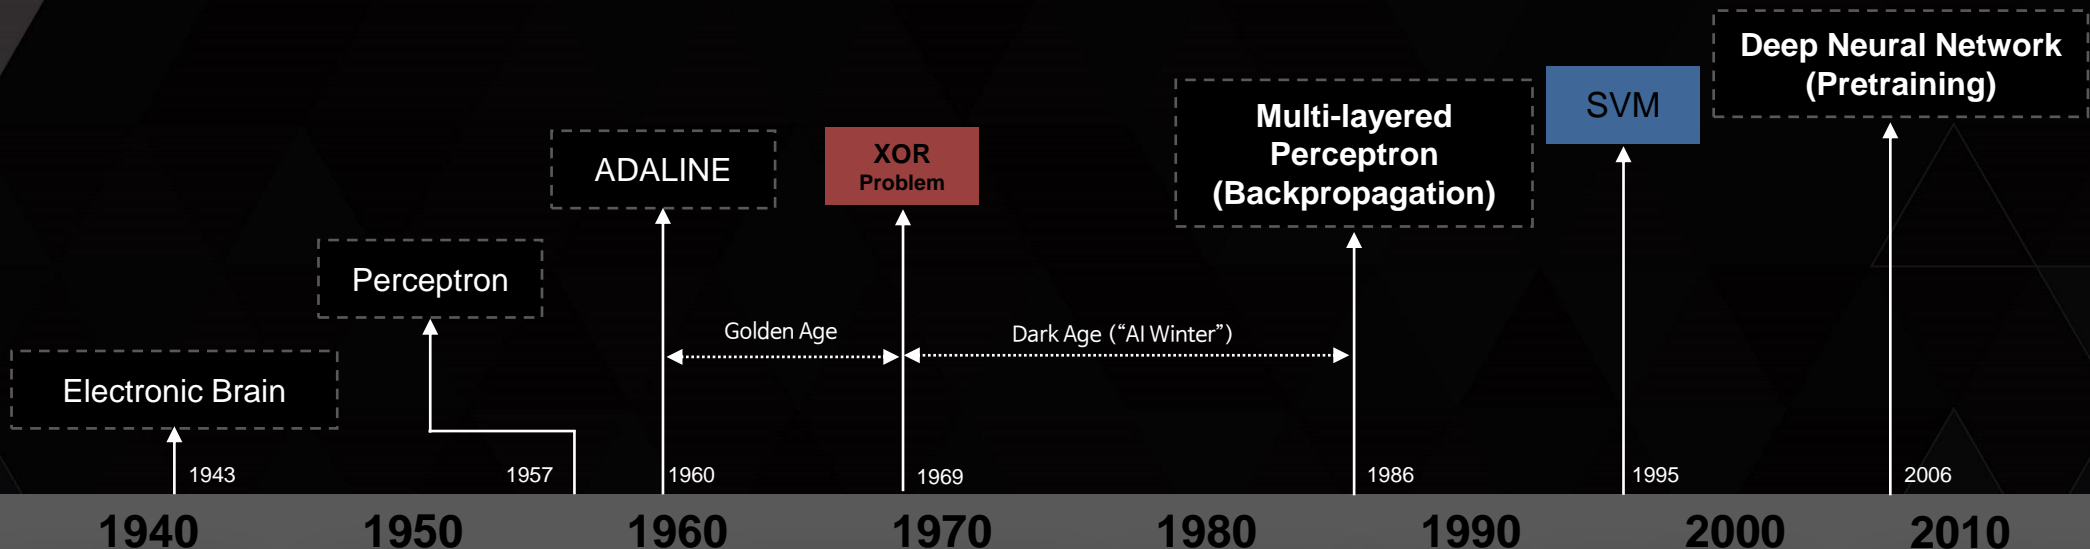 Deep Neural Network
(Pretraining)
SVM
Multi-layered
Perceptron
(Backpropagation)
XOR
Problem
ADALINE
Perceptron
Electronic Brain
Golden Age
Dark Age (“AI Winter”)
1943
1957
1960
1969
1986
1995
2006
1940
1950
1960
1970
1980
1990
2000
2010